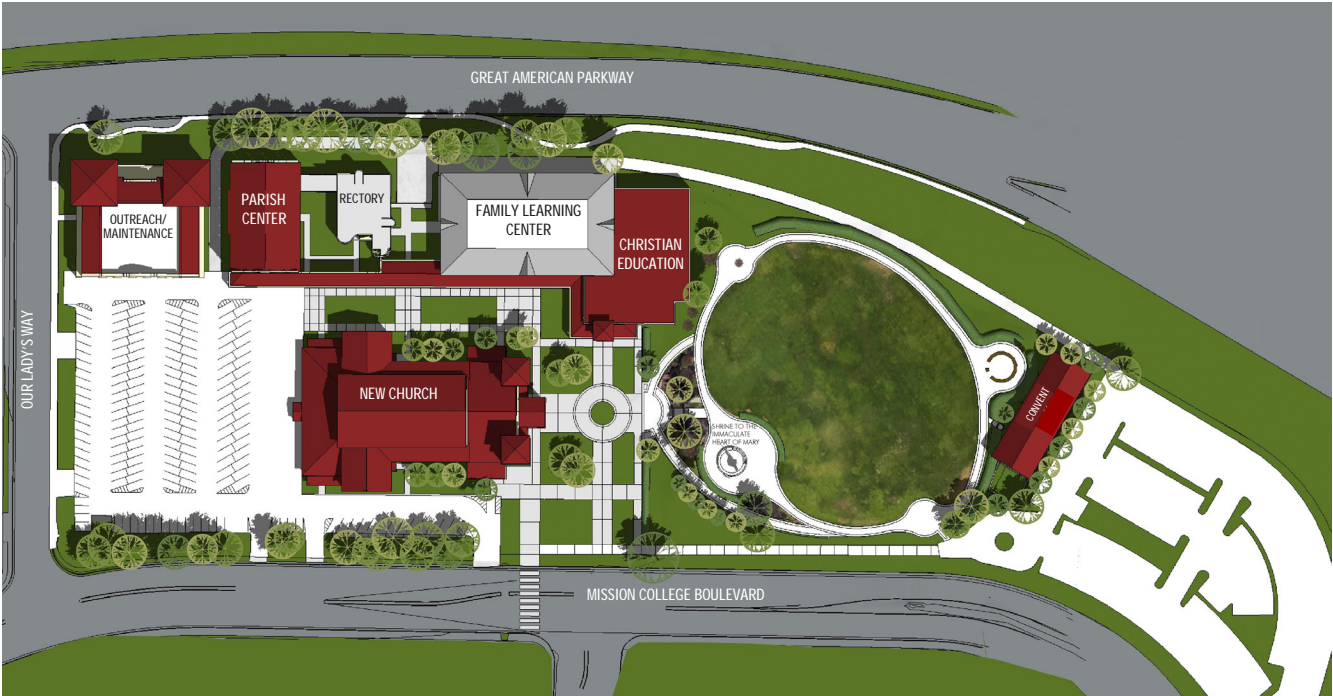 GREAT AMERICAN PARKWAY
OUTREACH/
MAINTENANCE
PARISH
CENTER
RECTORY
FAMILY LEARNING
CENTER
CHRISTIAN
EDUCATION
OUR LADY'S WAY
NEW CHURCH
SHRINE TO THE
IMMACULATE
HEART OF MARY
CONVENT
MISSION COLLEGE BOULEVARD